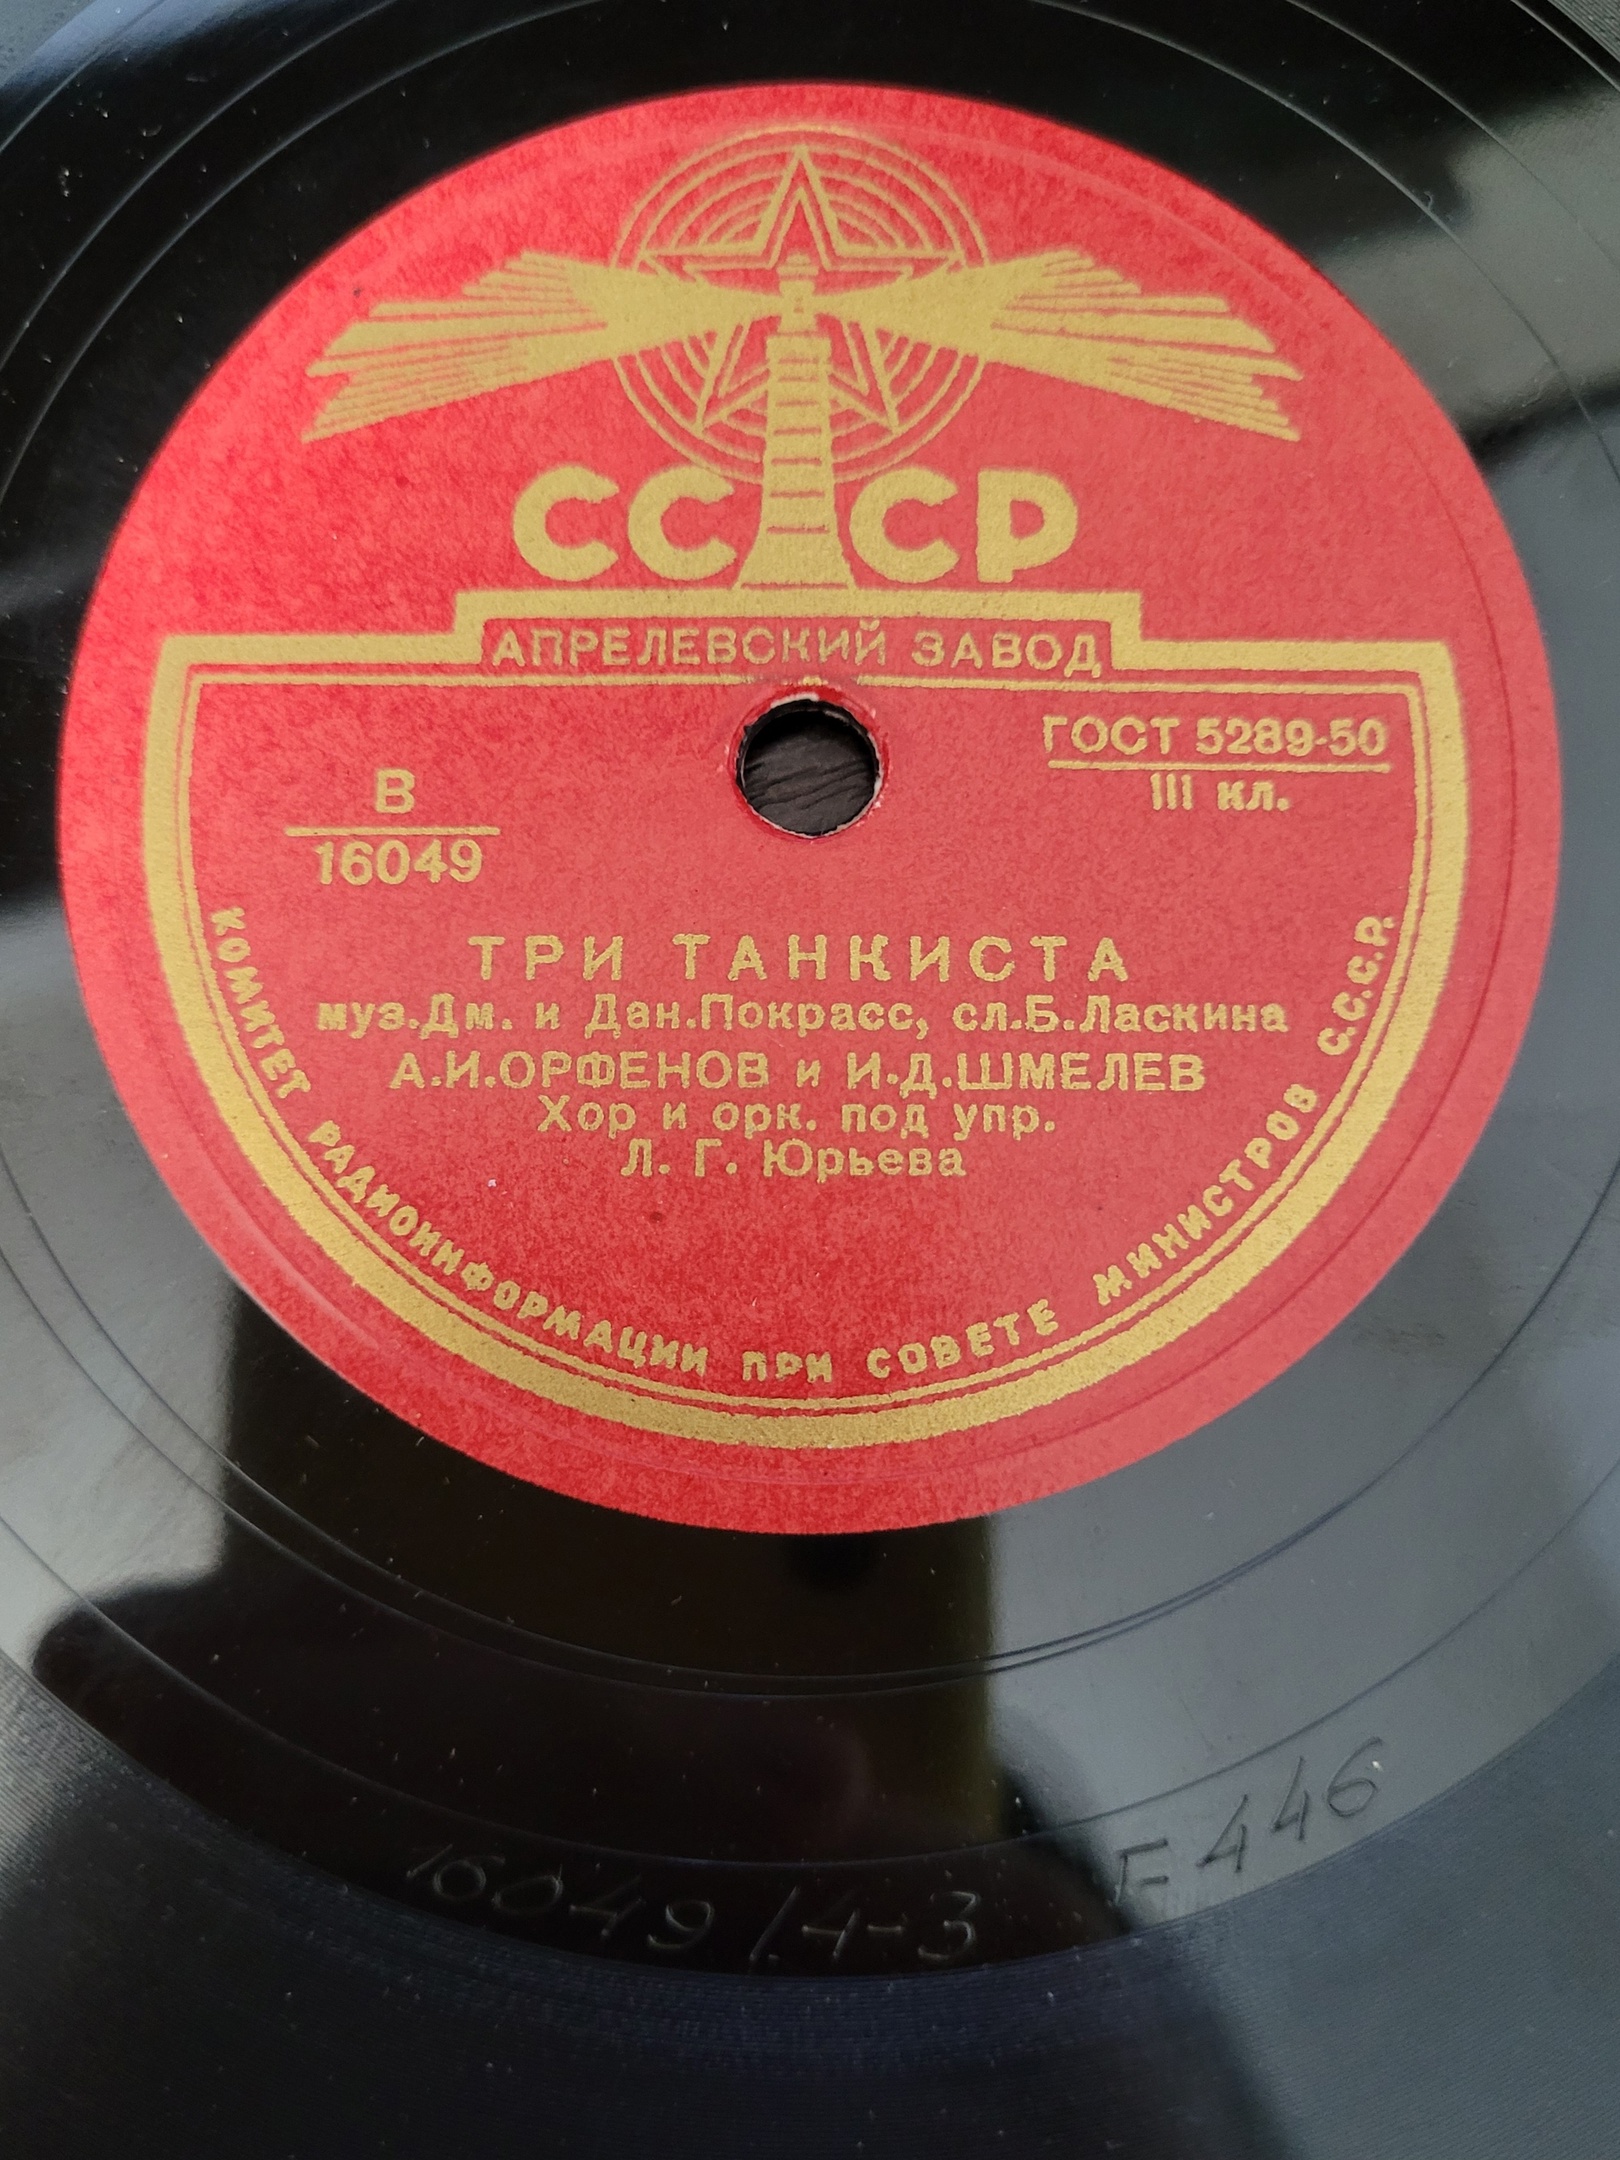 СССР
АПРЕЛЕВСКИЙ ЗАВОД
ГОСТ 5289-50
III кл.
В
16049
ТРИ ТАНКИСТА
муз.Дм. и Дан.Покрасс, сл.Б.Ласкина
А.И.ОРФЕНОВ и И.Д.ШМЕЛЕВ
Хор и орк. под упр.
Л. Г. Юрьева
КОМИТЕТ РАДИОИНФОРМАЦИИ ПРИ СОВЕТЕ МИНИСТРОВ С.С.С.Р.
16049/4-3 F 446